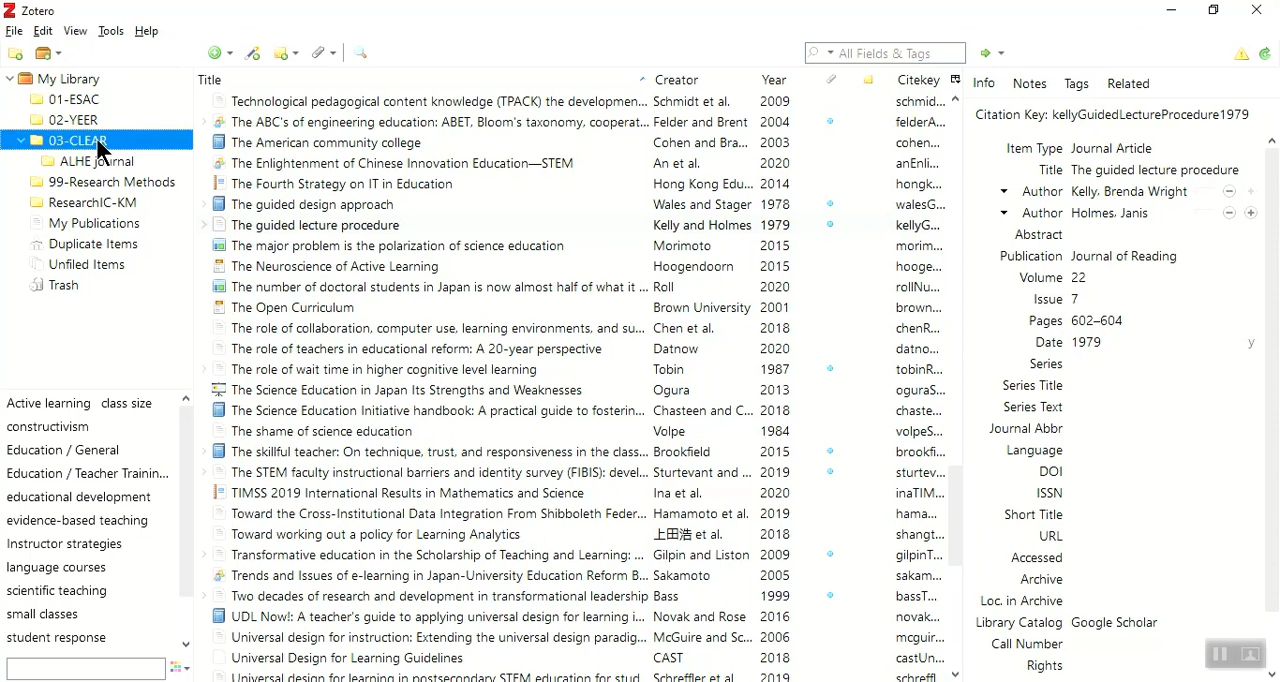 Zotero
File Edit View Tools Help
All Fields & Tags
My Library
01-ESAC
02-YEER
03-CLEAR
ALHE journal
99-Research Methods
ResearchIC-KM
My Publications
Duplicate Items
Unfiled Items
Trash
Active learning class size
constructivism
Education / General
Education / Teacher Trainin...
educational development
evidence-based teaching
Instructor strategies
language courses
scientific teaching
small classes
student response
Title Creator Year Citekey
Technological pedagogical content knowledge (TPACK) the developmen... Schmidt et al. 2009 schmid...
The ABC's of engineering education: ABET, Bloom's taxonomy, cooperat... Felder and Brent 2004 felderA...
The American community college Cohen and Bra... 2003 cohen...
The Enlightenment of Chinese Innovation Education—STEM An et al. 2020 anEnli...
The Fourth Strategy on IT in Education Hong Kong Edu... 2014 hongk...
The guided design approach Wales and Stager 1978 walesG...
The guided lecture procedure Kelly and Holmes 1979 kellyG...
The major problem is the polarization of science education Morimoto 2015 morim...
The Neuroscience of Active Learning Hoogendoorn 2015 hooge...
The number of doctoral students in Japan is now almost half of what it ... Roll 2020 rollNu...
The Open Curriculum Brown University 2001 brown...
The role of collaboration, computer use, learning environments, and su... Chen et al. 2018 chenR...
The role of teachers in educational reform: A 20-year perspective Datnow 2020 datno...
The role of wait time in higher cognitive level learning Tobin 1987 tobinR...
The Science Education in Japan Its Strengths and Weaknesses Ogura 2013 oguraS...
The Science Education Initiative handbook: A practical guide to fosterin... Chasteen and C... 2018 chaste...
The shame of science education Volpe 1984 volpeS...
The skillful teacher: On technique, trust, and responsiveness in the class... Brookfield 2015 brookfi...
The STEM faculty instructional barriers and identity survey (FIBIS): devel... Sturtevant and ... 2019 sturtev...
TIMSS 2019 International Results in Mathematics and Science Ina et al. 2020 inaTIM...
Toward the Cross-Institutional Data Integration From Shibboleth Feder... Hamamoto et al. 2019 hama...
Toward working out a policy for Learning Analytics 上田浩 et al. 2018 shangt...
Transformative education in the Scholarship of Teaching and Learning: ... Gilpin and Liston 2009 gilpinT...
Trends and Issues of e-learning in Japan-University Education Reform B... Sakamoto 2005 sakam...
Two decades of research and development in transformational leadership Bass 1999 bassT...
UDL Now!: A teacher's guide to applying universal design for learning i... Novak and Rose 2016 novak...
Universal design for instruction: Extending the universal design paradig... McGuire and Sc... 2006 mcguir...
Universal Design for Learning Guidelines CAST 2018 castUn...
Universal design for learning in postsecondary STEM education for stud... Schreffler et al. 2019 schreffl...
Info Notes Tags Related
Citation Key: kellyGuidedLectureProcedure1979
Item Type Journal Article
Title The guided lecture procedure
Author Kelly, Brenda Wright
Author Holmes, Janis
Abstract
Publication Journal of Reading
Volume 22
Issue 7
Pages 602–604
Date 1979 y
Series
Series Title
Series Text
Journal Abbr
Language
DOI
ISSN
Short Title
URL
Accessed
Archive
Loc. in Archive
Library Catalog Google Scholar
Call Number
Rights